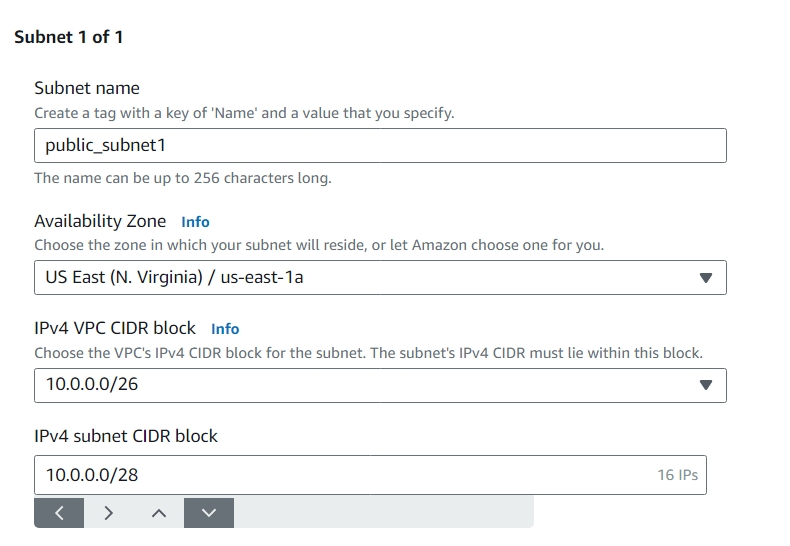 Subnet 1 of 1
Subnet name
Create a tag with a key of 'Name' and a value that you specify.
public_subnet1
The name can be up to 256 characters long.
Availability Zone Info
Choose the zone in which your subnet will reside, or let Amazon choose one for you.
US East (N. Virginia) / us-east-1a
IPv4 VPC CIDR block Info
Choose the VPC's IPv4 CIDR block for the subnet. The subnet's IPv4 CIDR must lie within this block.
10.0.0.0/26
IPv4 subnet CIDR block
10.0.0.0/28 16 IPs